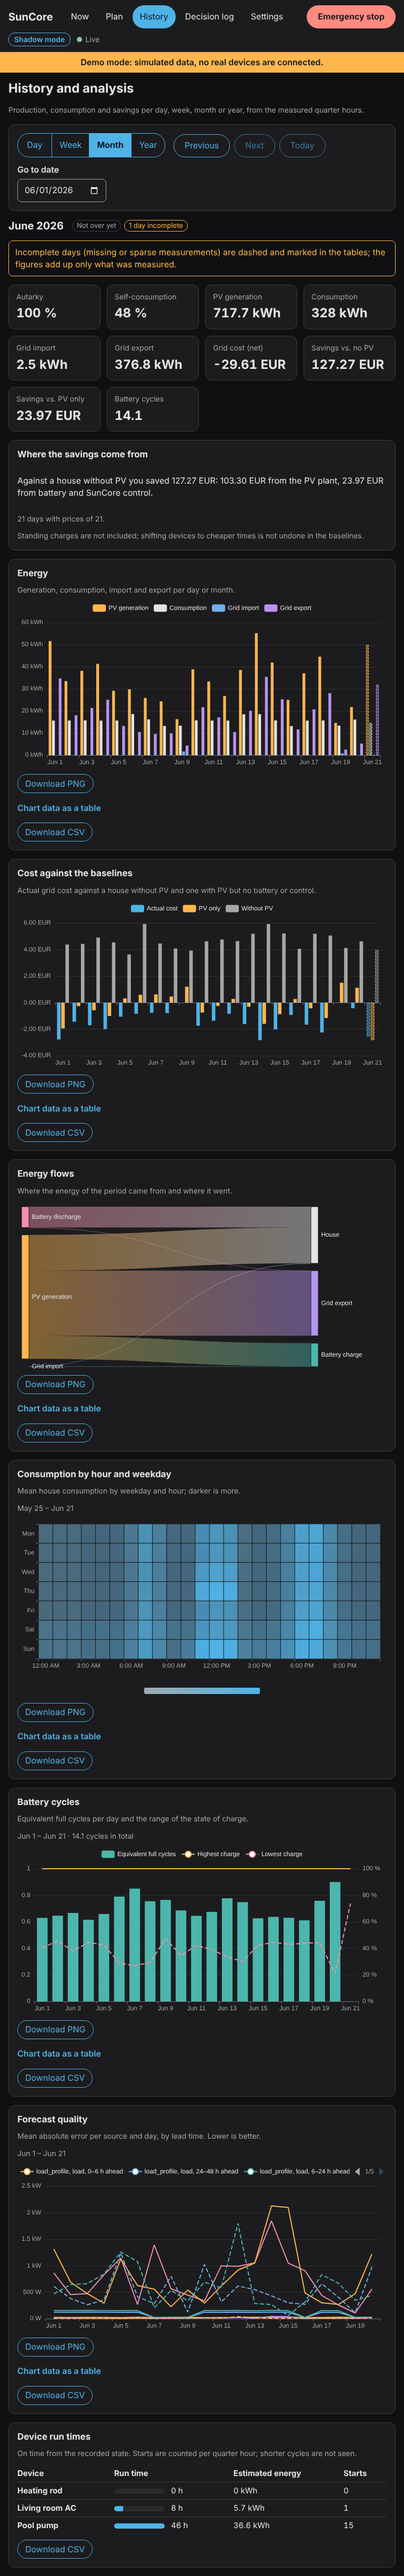 SunCore Now Plan History Decision log Settings Emergency stop
Shadow mode Live
Demo mode: simulated data, no real devices are connected.
History and analysis
Production, consumption and savings per day, week, month or year, from the measured quarter hours.
Day Week Month Year Previous Next Today
Go to date
06/01/2026
June 2026 Not over yet 1 day incomplete
Incomplete days (missing or sparse measurements) are dashed and marked in the tables; the
figures add up only what was measured.
Autarky Self-consumption PV generation Consumption
100 % 48 % 717.7 kWh 328 kWh
Grid import Grid export Grid cost (net) Savings vs. no PV
2.5 kWh 376.8 kWh -29.61 EUR 127.27 EUR
Savings vs. PV only Battery cycles
23.97 EUR 14.1
Where the savings come from
Against a house without PV you saved 127.27 EUR: 103.30 EUR from the PV plant, 23.97 EUR
from battery and SunCore control.
21 days with prices of 21.
Standing charges are not included; shifting devices to cheaper times is not undone in the baselines.
Energy
Generation, consumption, import and export per day or month.
PV generation Consumption Grid import Grid export
60 kWh
50 kWh
40 kWh
30 kWh
20 kWh
10 kWh
0 kWh
Jun 1 Jun 3 Jun 5 Jun 7 Jun 9 Jun 11 Jun 13 Jun 15 Jun 17 Jun 19 Jun 21
Download PNG
Chart data as a table
Download CSV
Cost against the baselines
Actual grid cost against a house without PV and one with PV but no battery or control.
Actual cost PV only Without PV
6.00 EUR
4.00 EUR
2.00 EUR
0.00 EUR
-2.00 EUR
-4.00 EUR
Jun 1 Jun 3 Jun 5 Jun 7 Jun 9 Jun 11 Jun 13 Jun 15 Jun 17 Jun 19 Jun 21
Download PNG
Chart data as a table
Download CSV
Energy flows
Where the energy of the period came from and where it went.
Battery discharge
House
PV generation
Grid export
Battery charge
Grid import
Download PNG
Chart data as a table
Download CSV
Consumption by hour and weekday
Mean house consumption by weekday and hour; darker is more.
May 25 – Jun 21
Mon
Tue
Wed
Thu
Fri
Sat
Sun
12:00 AM 3:00 AM 6:00 AM 9:00 AM 12:00 PM 3:00 PM 6:00 PM 9:00 PM
Download PNG
Chart data as a table
Download CSV
Battery cycles
Equivalent full cycles per day and the range of the state of charge.
Jun 1 – Jun 21 · 14.1 cycles in total
Equivalent full cycles Highest charge Lowest charge
1 100 %
0.8 80 %
0.6 60 %
0.4 40 %
0.2 20 %
0 0 %
Jun 1 Jun 3 Jun 5 Jun 7 Jun 9 Jun 11 Jun 13 Jun 15 Jun 17 Jun 19 Jun 21
Download PNG
Chart data as a table
Download CSV
Forecast quality
Mean absolute error per source and day, by lead time. Lower is better.
Jun 1 – Jun 21
load_profile, load, 0–6 h ahead load_profile, load, 24–48 h ahead load_profile, load, 6–24 h ahead 1/5
2.5 kW
2 kW
1.5 kW
1 kW
500 W
0 W
Jun 1 Jun 3 Jun 5 Jun 7 Jun 9 Jun 11 Jun 13 Jun 15 Jun 17 Jun 19
Download PNG
Chart data as a table
Download CSV
Device run times
On time from the recorded state. Starts are counted per quarter hour; shorter cycles are not seen.
Device Run time Estimated energy Starts
Heating rod 0 h 0 kWh 0
Living room AC 8 h 5.7 kWh 1
Pool pump 46 h 36.6 kWh 15
Download CSV